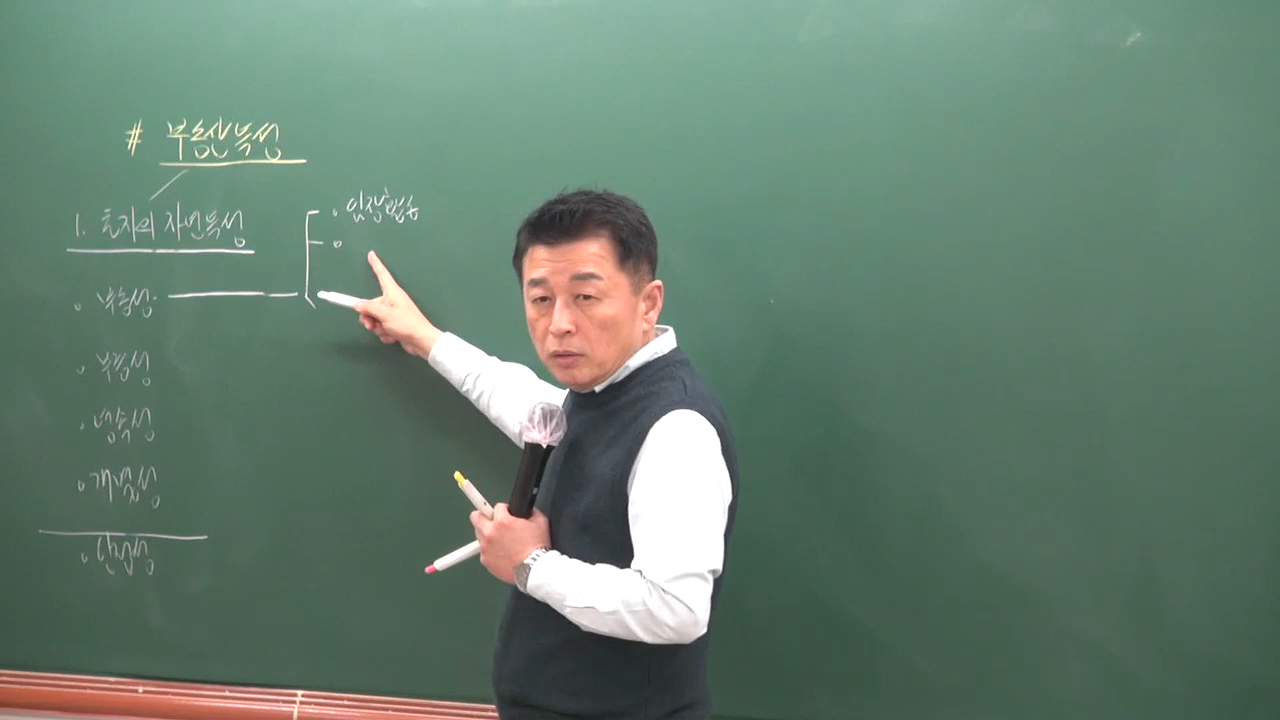 # 부동산특성
1. 토지의 자연특성
◦ 임장활동
◦
◦ 부동성
◦ 부증성
◦ 영속성
◦ 개별성
◦ 인접성